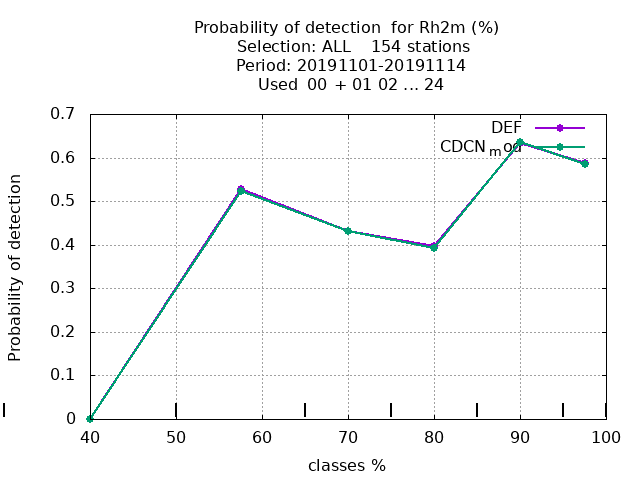 Probability of detection for Rh2m (%)
Selection: ALL 154 stations
Period: 20191101-20191114
Used 00 + 01 02 ... 24
0.7
0.6
0.5
0.4
0.3
0.2
0.1
0
Probability of detection
DEF
CDCN_mod
40 50 60 70 80 90 100
classes %